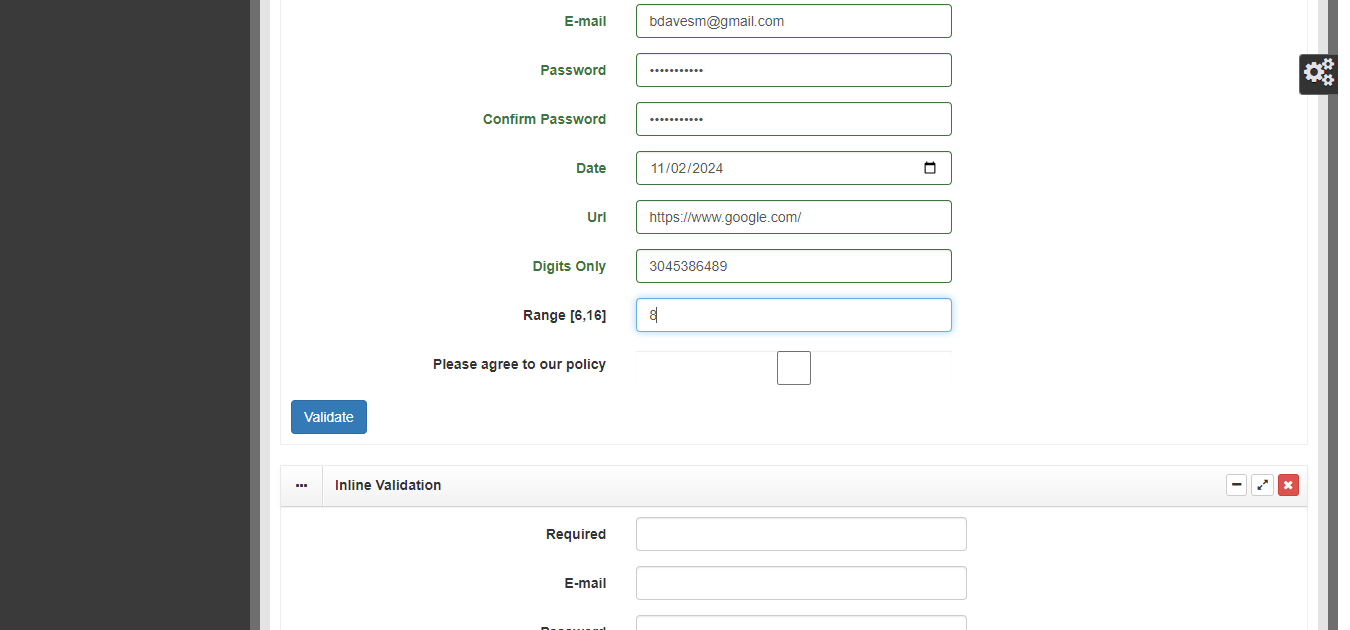 E-mail bdavesm@gmail.com
Password •••••••••••
Confirm Password •••••••••••
Date 11/02/2024
Url https://www.google.com/
Digits Only 3045386489
Range [6,16] 8
Please agree to our policy
Validate
Inline Validation
Required
E-mail
Password